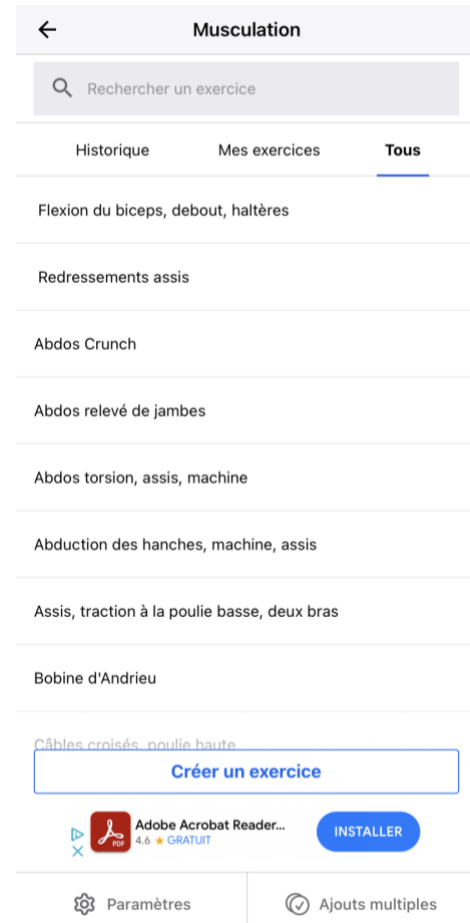 Musculation
Rechercher un exercice
Historique Mes exercices Tous
Flexion du biceps, debout, haltères
Redressements assis
Abdos Crunch
Abdos relevé de jambes
Abdos torsion, assis, machine
Abduction des hanches, machine, assis
Assis, traction à la poulie basse, deux bras
Bobine d'Andrieu
Câbles croisés, poulie haute
Créer un exercice
Adobe Acrobat Reader...
4.6 ★ GRATUIT
PDF
INSTALLER
Paramètres Ajouts multiples